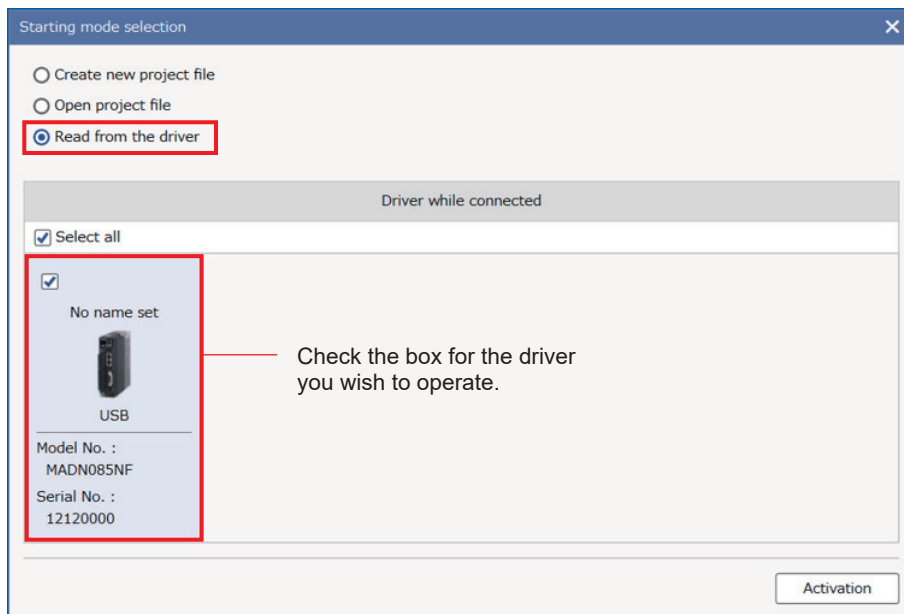 Starting mode selection
Create new project file
Open project file
Read from the driver
Driver while connected
Select all
No name set
USB
Model No. :
MADN085NF
Serial No. :
12120000
Check the box for the driver
you wish to operate.
Activation